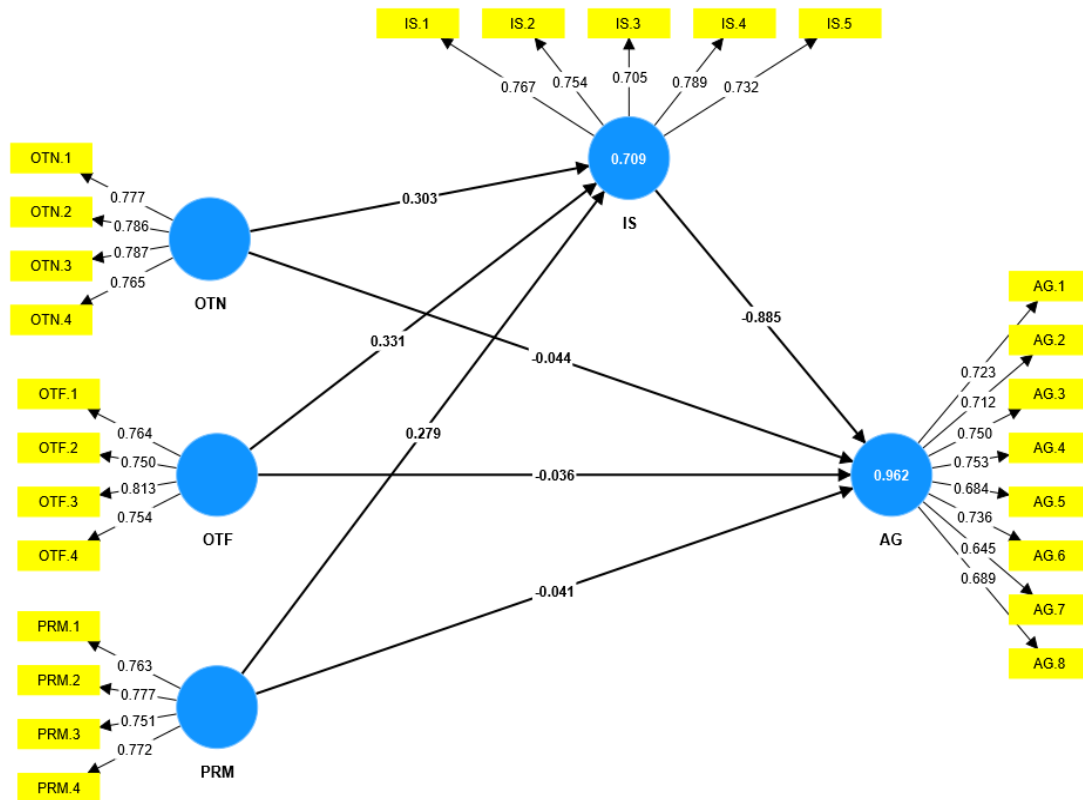 IS.1
IS.2
IS.3
IS.4
IS.5
0.767
0.754
0.705
0.789
0.732
0.709
IS
OTN.1
OTN.2
OTN.3
OTN.4
0.777
0.786
0.787
0.765
OTN
0.303
-0.044
OTF.1
OTF.2
OTF.3
OTF.4
0.764
0.750
0.813
0.754
OTF
0.331
-0.036
PRM.1
PRM.2
PRM.3
PRM.4
0.763
0.777
0.751
0.772
PRM
0.279
-0.041
-0.885
0.962
AG
0.723
0.712
0.750
0.753
0.684
0.736
0.645
0.689
AG.1
AG.2
AG.3
AG.4
AG.5
AG.6
AG.7
AG.8